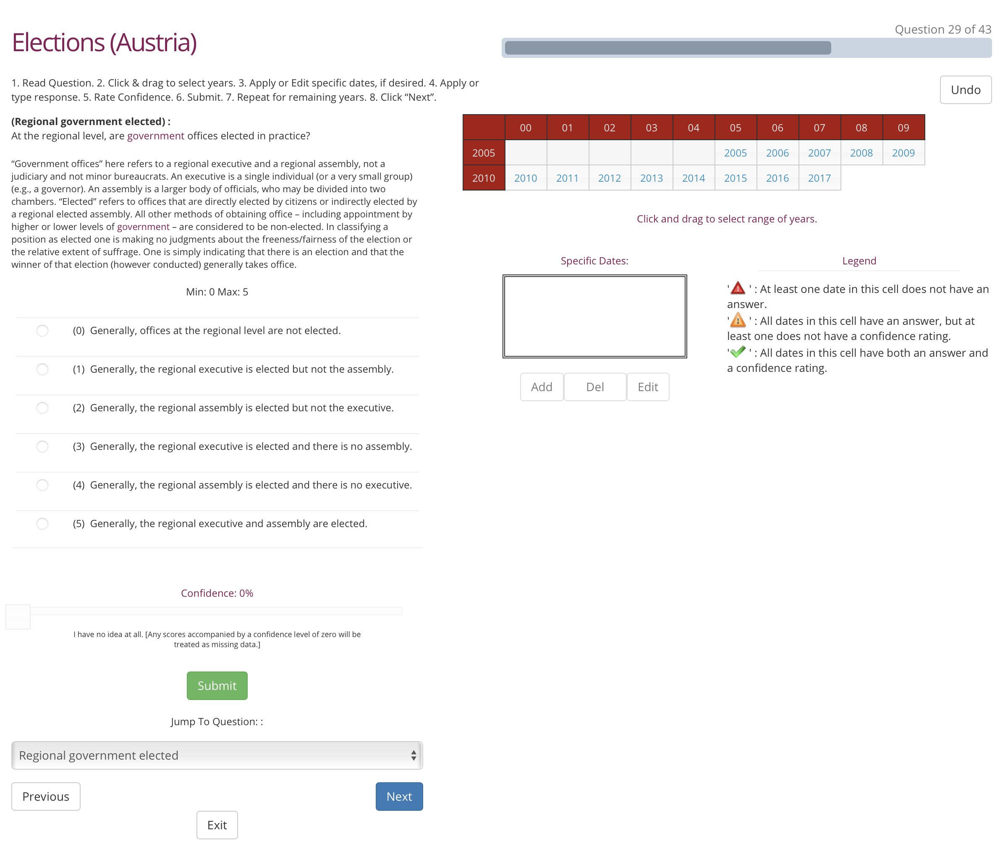 Elections (Austria)
Question 29 of 43
1. Read Question. 2. Click & drag to select years. 3. Apply or Edit specific dates, if desired. 4. Apply or
type response. 5. Rate Confidence. 6. Submit. 7. Repeat for remaining years. 8. Click “Next”.
Undo
(Regional government elected) :
At the regional level, are government offices elected in practice?
“Government offices” here refers to a regional executive and a regional assembly, not a
judiciary and not minor bureaucrats. An executive is a single individual (or a very small group)
(e.g., a governor). An assembly is a larger body of officials, who may be divided into two
chambers. “Elected” refers to offices that are directly elected by citizens or indirectly elected by
a regional elected assembly. All other methods of obtaining office – including appointment by
higher or lower levels of government – are considered to be non-elected. In classifying a
position as elected one is making no judgments about the freeness/fairness of the election or
the relative extent of suffrage. One is simply indicating that there is an election and that the
winner of that election (however conducted) generally takes office.
Min: 0 Max: 5
(0) Generally, offices at the regional level are not elected.
(1) Generally, the regional executive is elected but not the assembly.
(2) Generally, the regional assembly is elected but not the executive.
(3) Generally, the regional executive is elected and there is no assembly.
(4) Generally, the regional assembly is elected and there is no executive.
(5) Generally, the regional executive and assembly are elected.
Confidence: 0%
I have no idea at all. [Any scores accompanied by a confidence level of zero will be
treated as missing data.]
Submit
Jump To Question: :
Regional government elected
Previous
Next
Exit
00 01 02 03 04 05 06 07 08 09
2005 2005 2006 2007 2008 2009
2010 2010 2011 2012 2013 2014 2015 2016 2017
Click and drag to select range of years.
Specific Dates:
Add Del Edit
Legend
' ' : At least one date in this cell does not have an
answer.
' ' : All dates in this cell have an answer, but at
least one does not have a confidence rating.
' ' : All dates in this cell have both an answer and
a confidence rating.